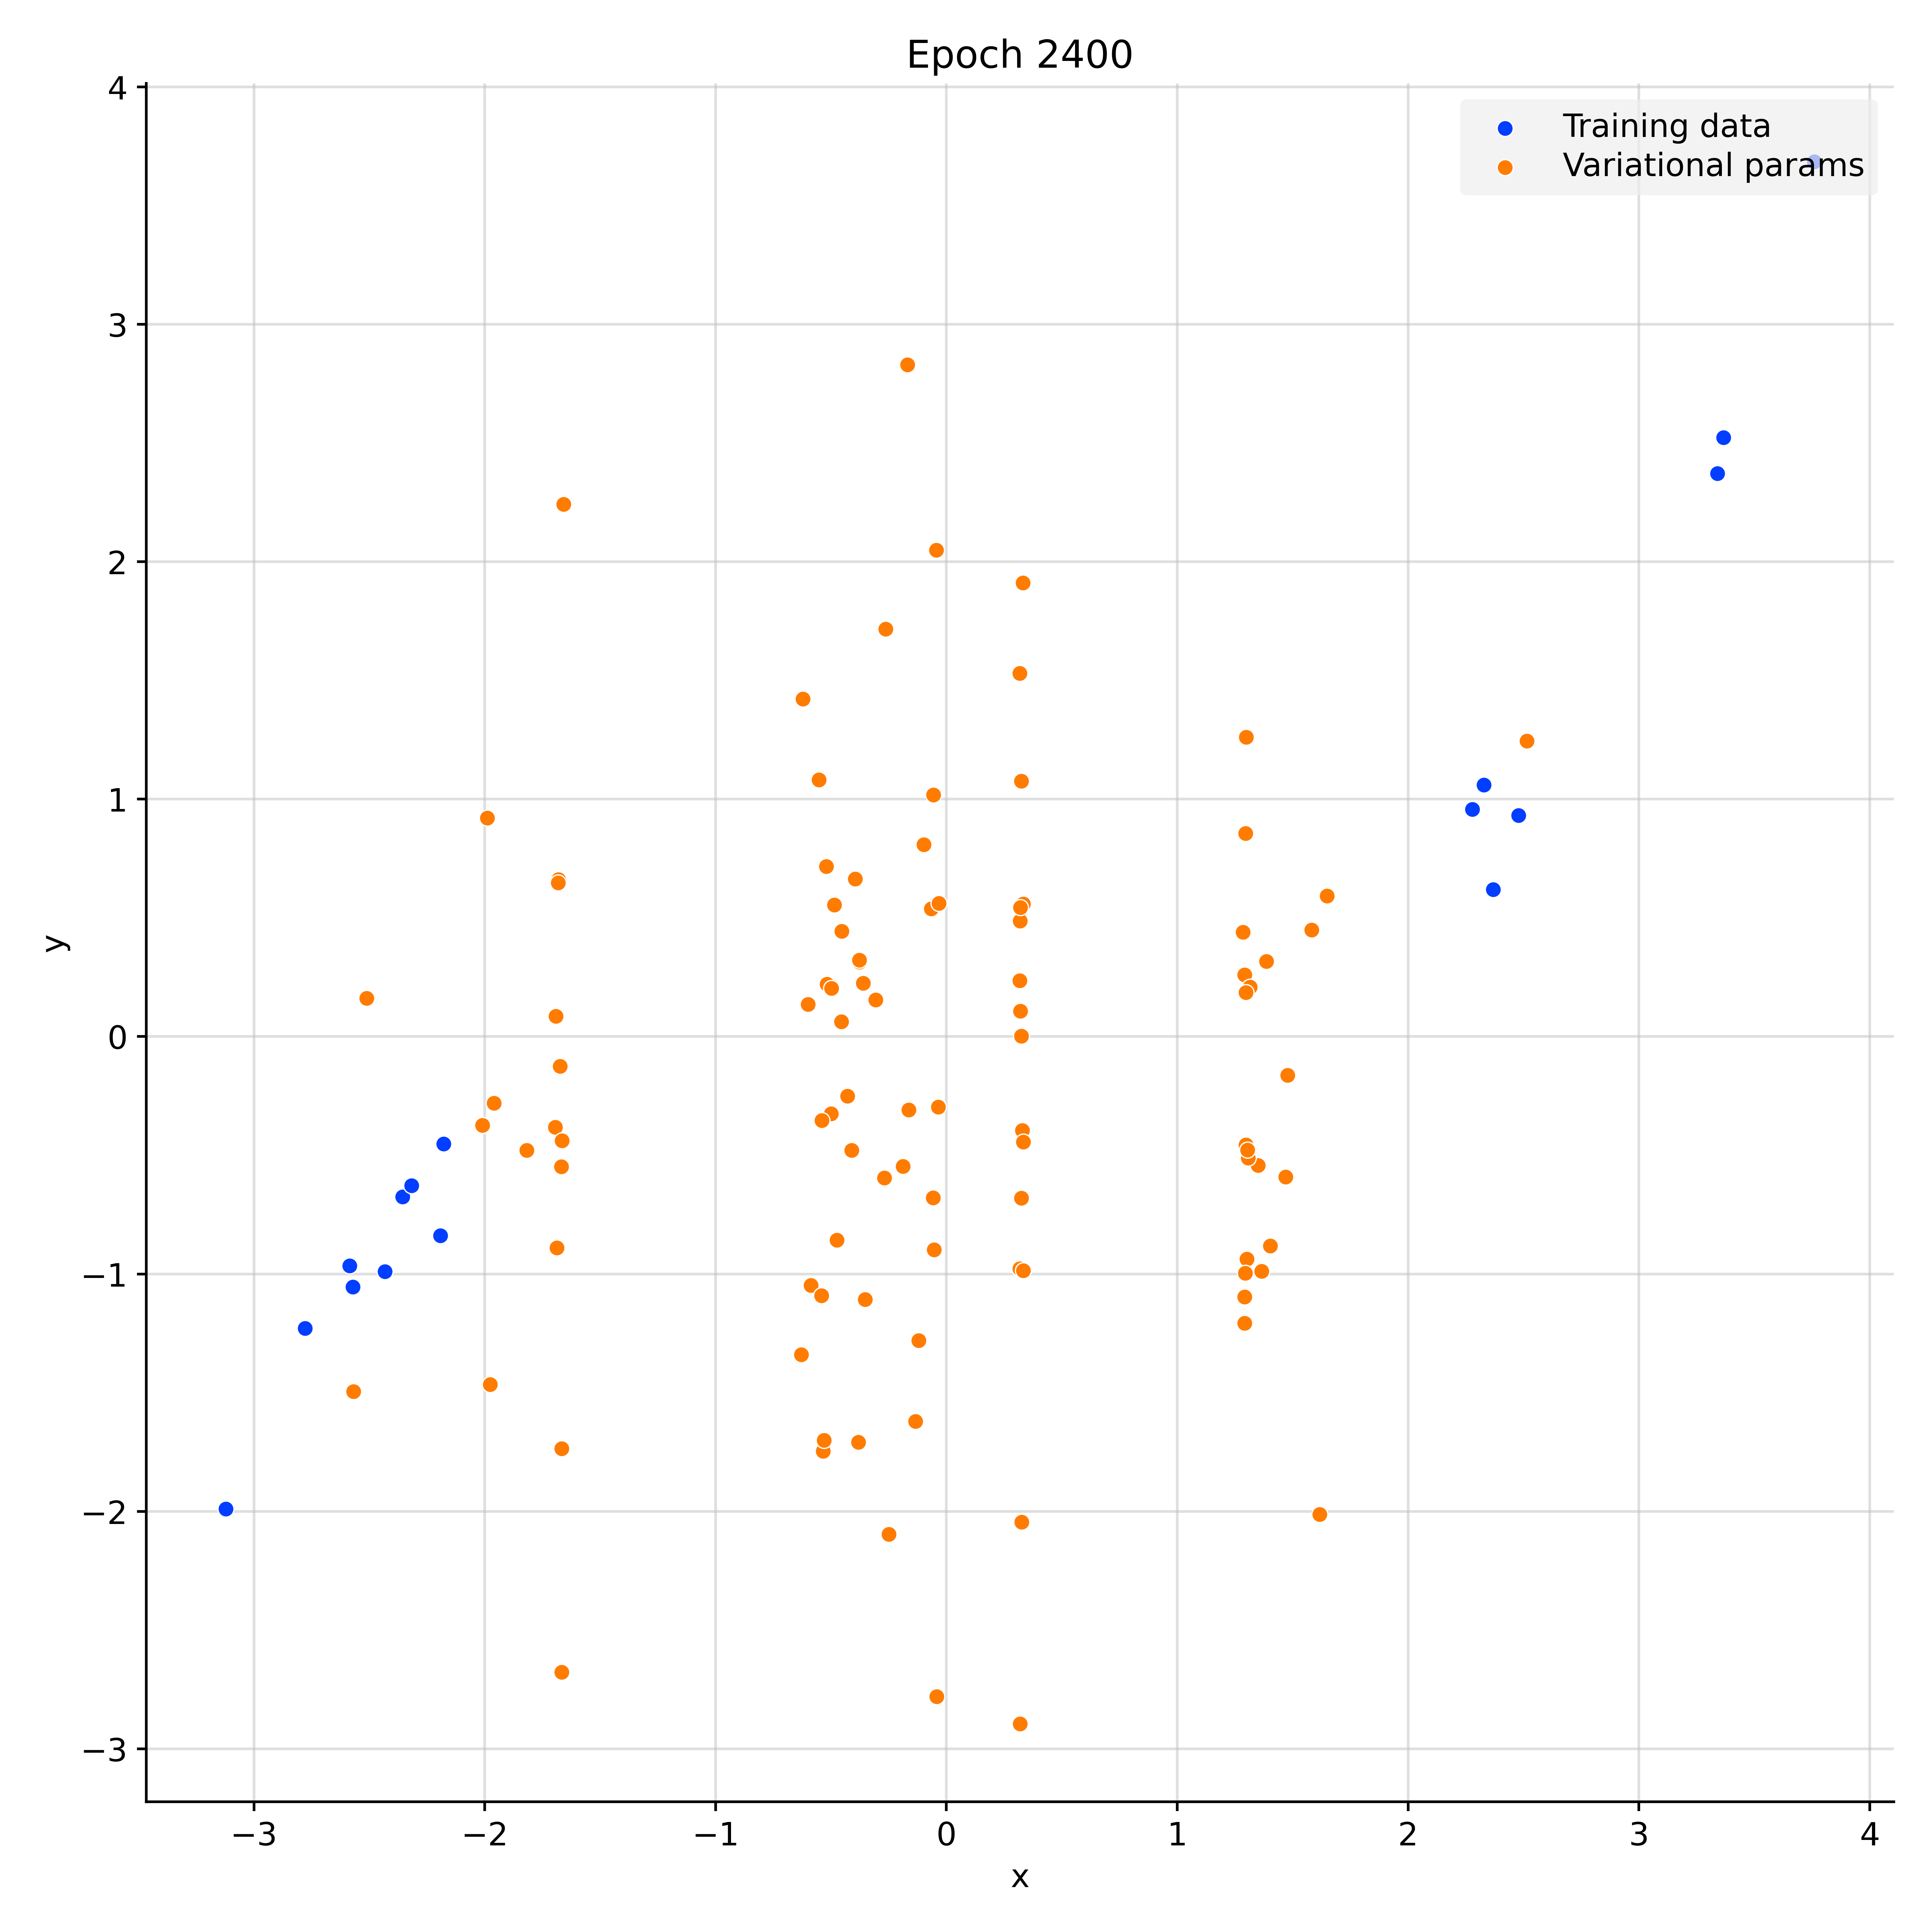 Epoch 2400
Training data
Variational params
y
4
3
2
1
0
−1
−2
−3
−3 −2 −1 0 1 2 3 4
x